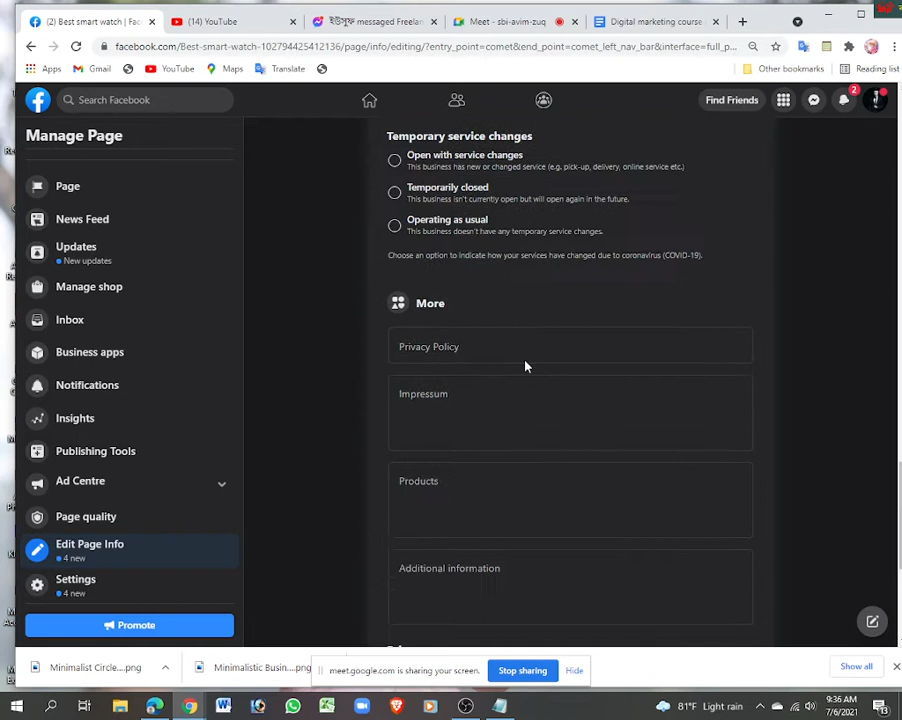 (2) Best smart watch | Fac
(14) YouTube
ইউসুফ messaged Freelan
Meet - sbi-avim-zuq
Digital marketing course
facebook.com/Best-smart-watch-102794425412136/page/info/editing/?entry_point=comet&end_point=comet_left_nav_bar&interface=full_p...
Apps
Gmail
YouTube
Maps
Translate
Other bookmarks
Reading list
Search Facebook
Find Friends
2
Manage Page
Page
News Feed
Updates
New updates
Manage shop
Inbox
Business apps
Notifications
Insights
Publishing Tools
Ad Centre
Page quality
Edit Page Info
4 new
Settings
4 new
Promote
Temporary service changes
Open with service changes
This business has new or changed service (e.g. pick-up, delivery, online service etc.)
Temporarily closed
This business isn't currently open but will open again in the future.
Operating as usual
This business doesn't have any temporary service changes.
Choose an option to indicate how your services have changed due to coronavirus (COVID-19).
More
Privacy Policy
Impressum
Products
Additional information
Minimalist Circle....png
Minimalistic Busin....png
meet.google.com is sharing your screen.
Stop sharing
Hide
Show all
81°F Light rain
9:36 AM
7/6/2021
13